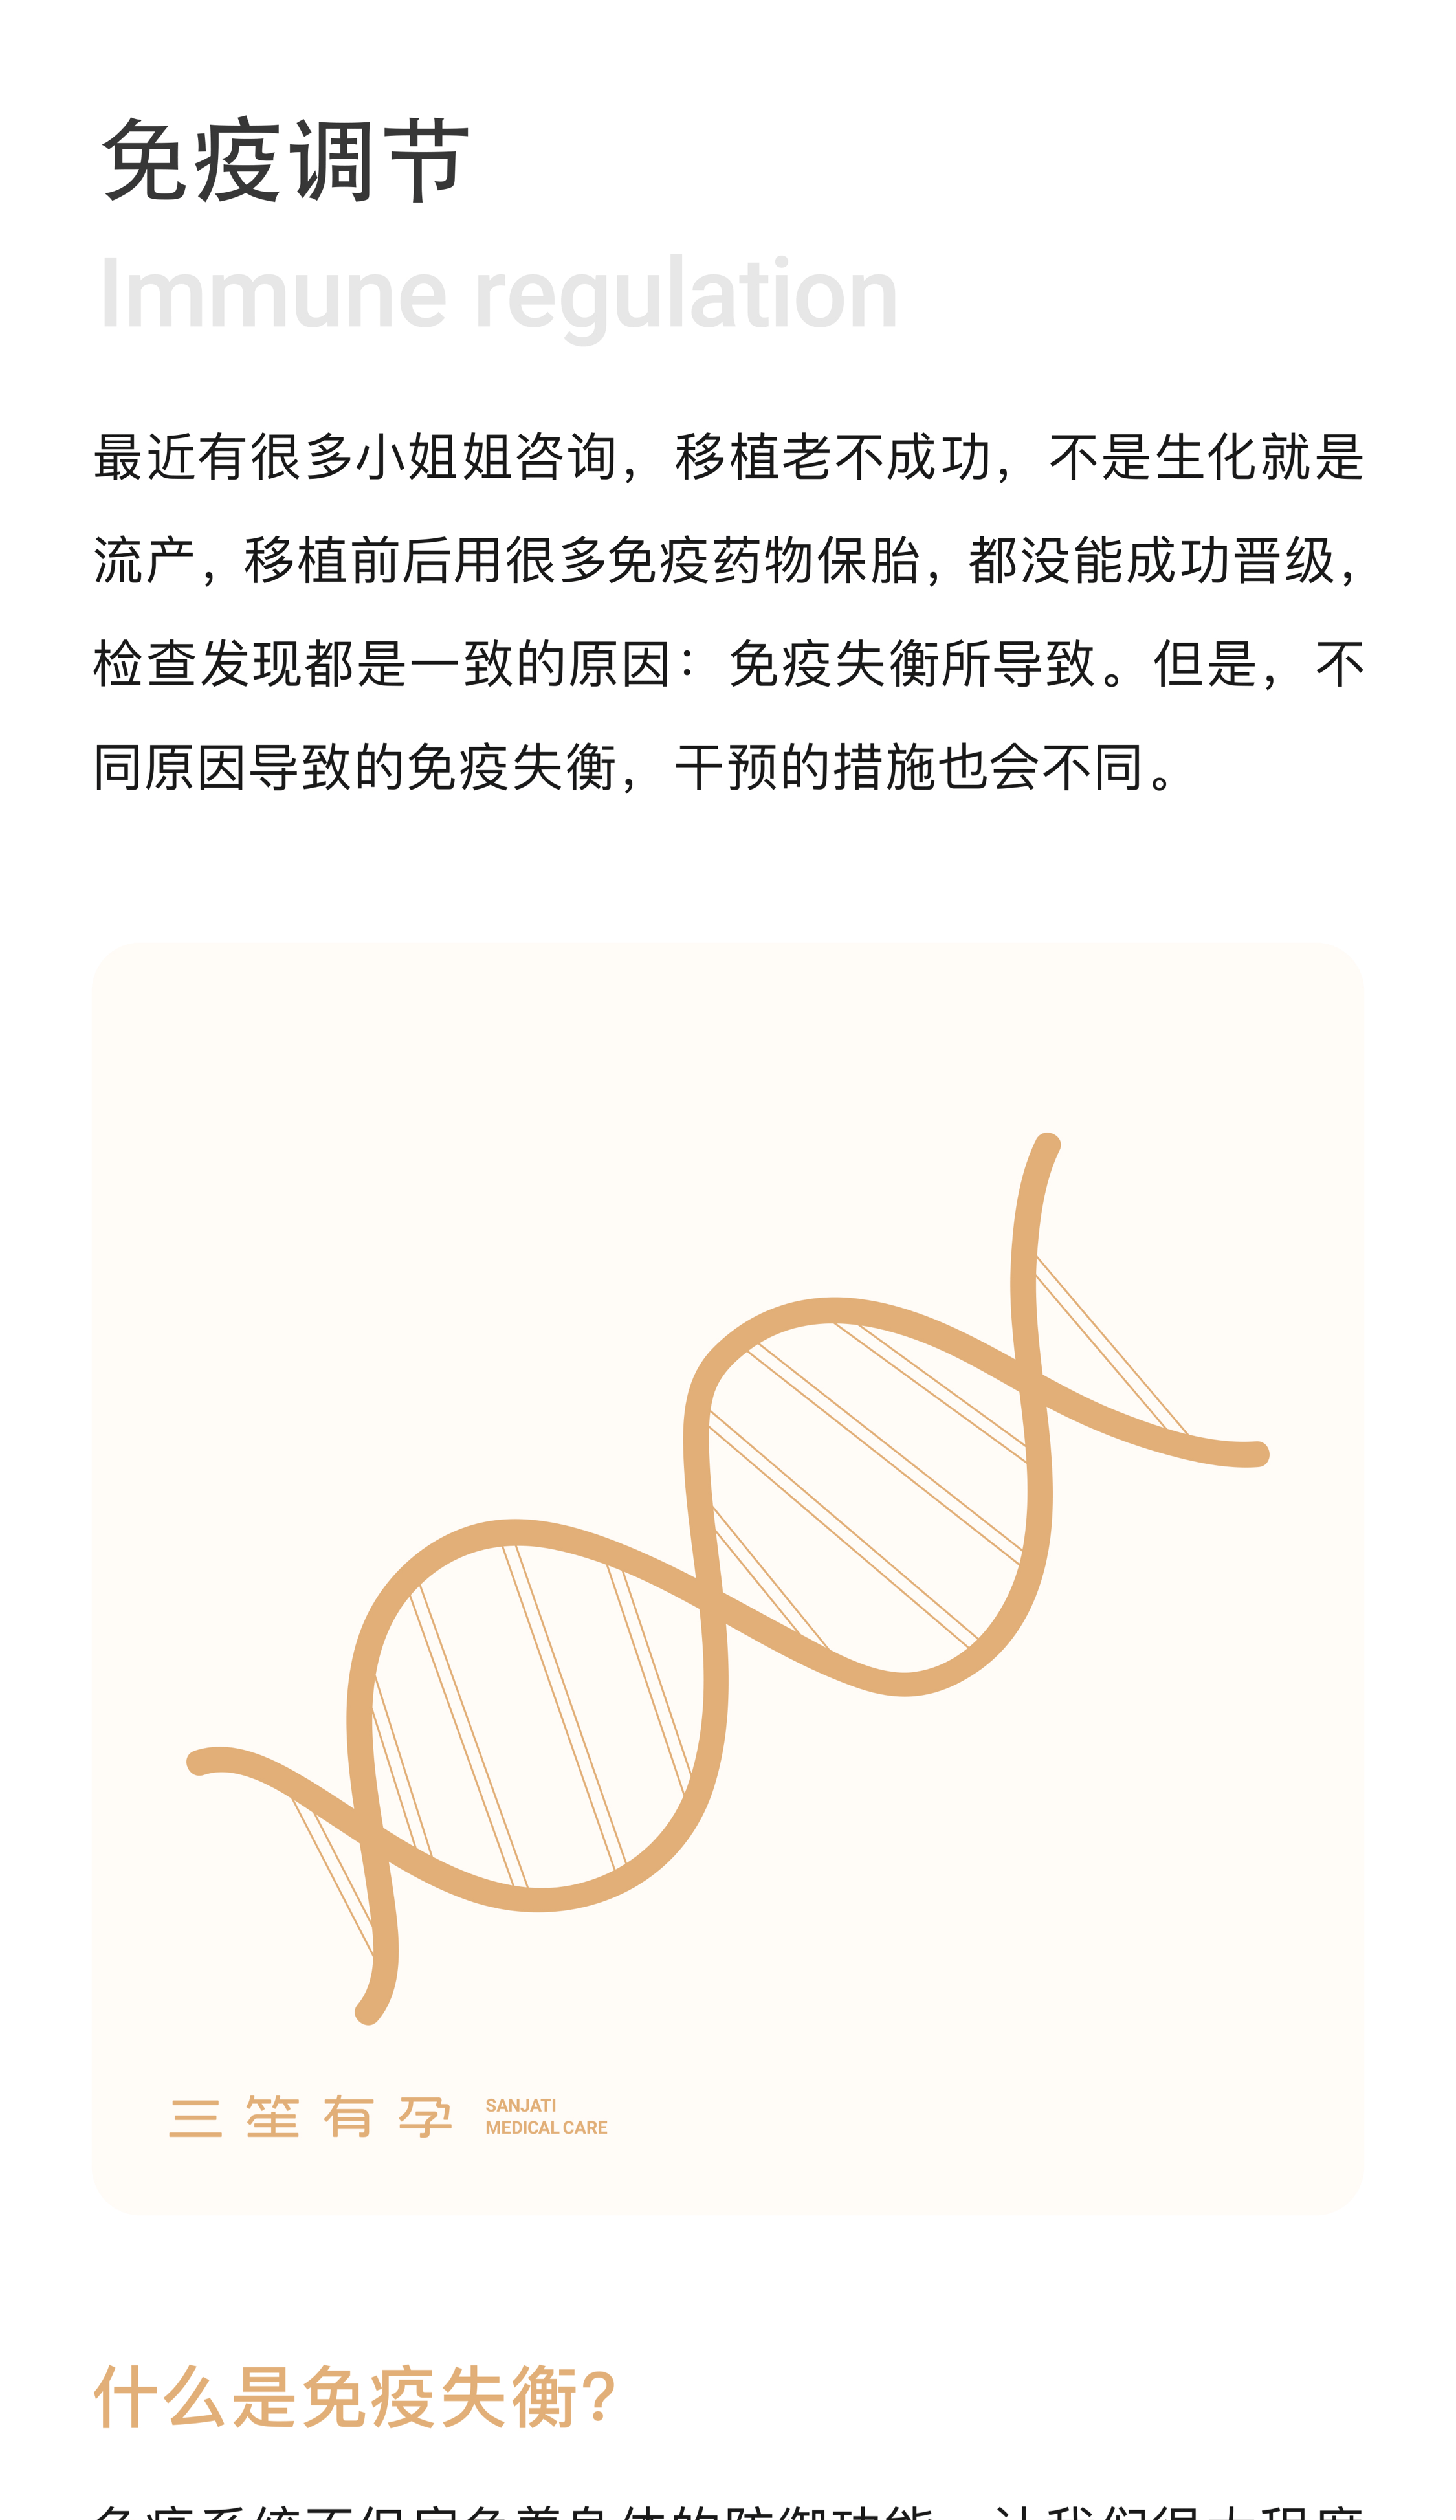 免疫调节
Immune regulation
最近有很多小姐姐咨询，移植老不成功，不是生化就是
流产，移植前后用很多免疫药物保胎，都没能成功晋级，
检查发现都是一致的原因：免疫失衡所导致。但是，不
同原因导致的免疫失衡，干预的措施也会不同。
三笙有孕
SANJATI
MEDICAL CARE
什么是免疫失衡?